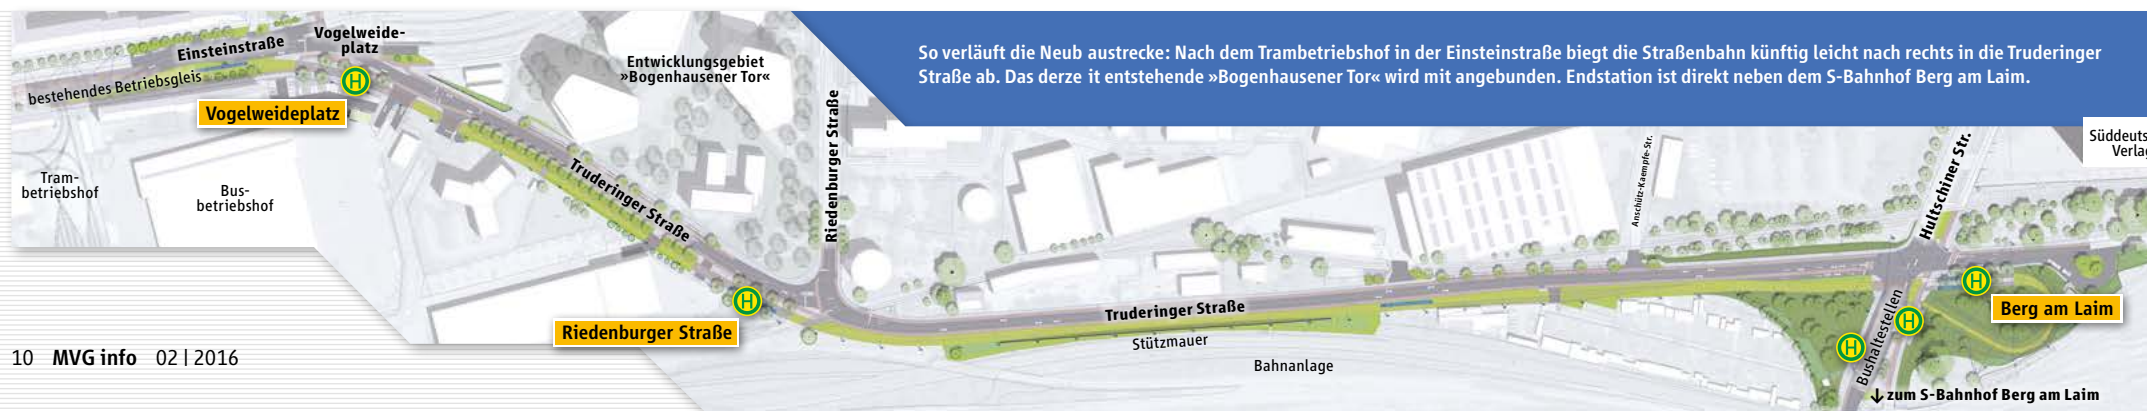 So verläuft die Neub austrecke: Nach dem Trambetriebshof in der Einsteinstraße biegt die Straßenbahn künftig leicht nach rechts in die Truderinger
Straße ab. Das derze it entstehende »Bogenhausener Tor« wird mit angebunden. Endstation ist direkt neben dem S-Bahnhof Berg am Laim.
Einsteinstraße
Vogelweide-
platz
bestehendes Betriebsgleis
H
Vogelweideplatz
Entwicklungsgebiet
»Bogenhausener Tor«
Tram-
betriebshof
Bus-
betriebshof
Truderinger Straße
Riedenburger Straße
H
Riedenburger Straße
Truderinger Straße
Stützmauer
Bahnanlage
Anschütz-Kaempfe-Str.
Hultschiner Str.
Süddeuts
Verlag
H
Berg am Laim
H
H
Bushaltestellen
↓ zum S-Bahnhof Berg am Laim
10 MVG info 02 | 2016